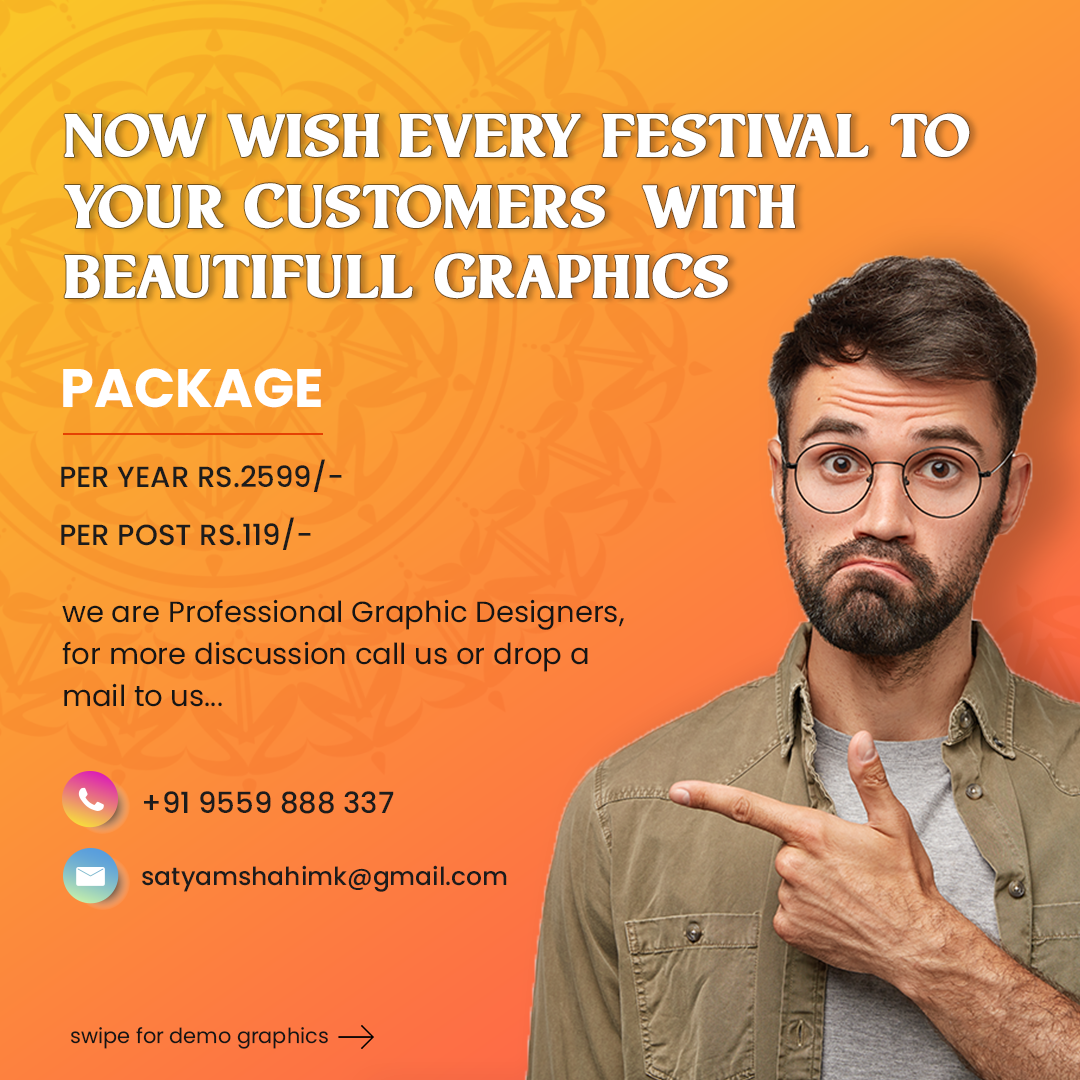 NOW WISH EVERY FESTIVAL TO
YOUR CUSTOMERS WITH
BEAUTIFULL GRAPHICS
PACKAGE
PER YEAR RS.2599/-
PER POST RS.119/-
we are Professional Graphic Designers,
for more discussion call us or drop a
mail to us...
+91 9559 888 337
satyamshahimk@gmail.com
swipe for demo graphics